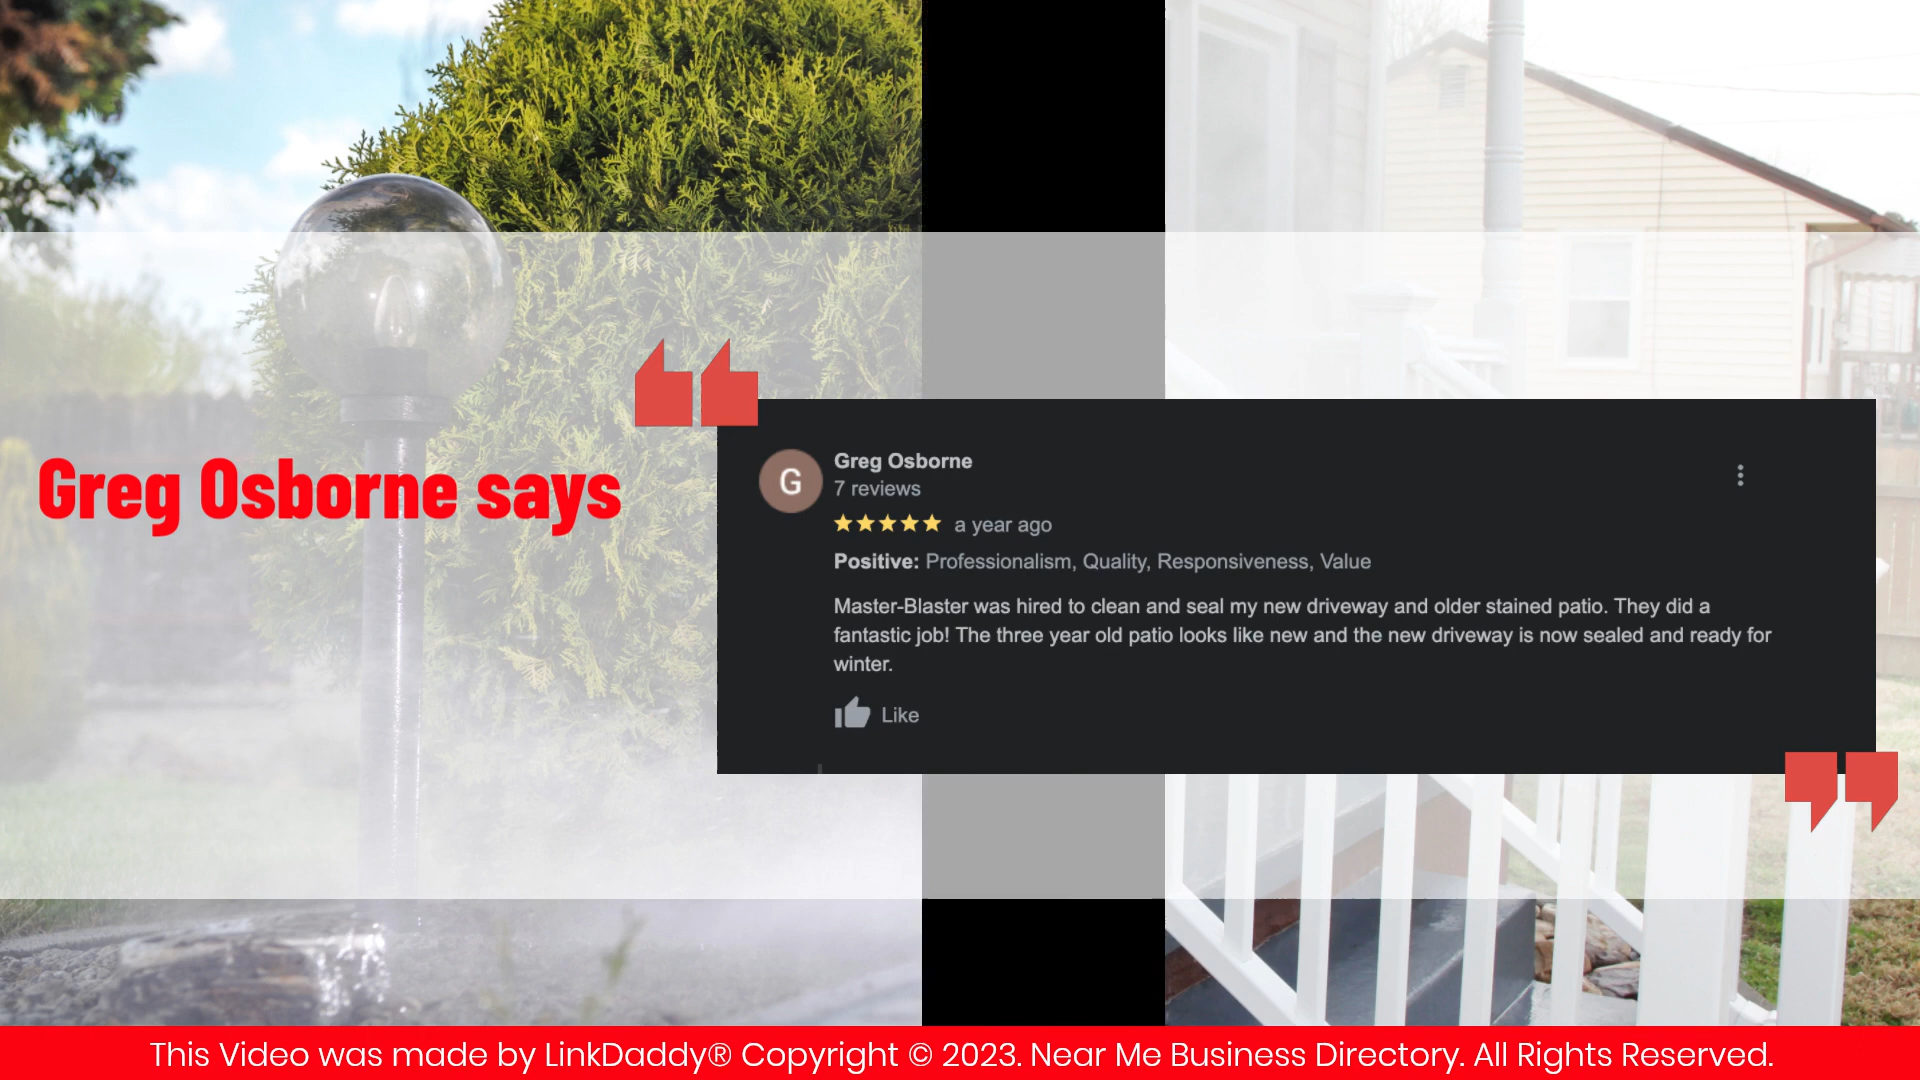 Greg Osborne says
G
Greg Osborne
7 reviews
a year ago
Positive: Professionalism, Quality, Responsiveness, Value
Master-Blaster was hired to clean and seal my new driveway and older stained patio. They did a
fantastic job! The three year old patio looks like new and the new driveway is now sealed and ready for
winter.
Like
This Video was made by LinkDaddy® Copyright © 2023. Near Me Business Directory. All Rights Reserved.